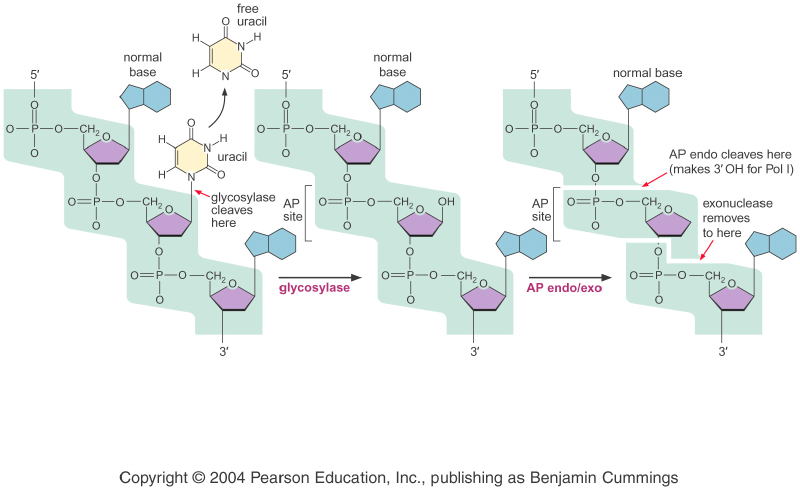 free
uracil
O
H
H
N
H
N
O
normal
base
5′
O
O
P
O
CH2
O
O
O
H
N
H
uracil
H
N
O
glycosylase
cleaves
here
O
O
P
O
CH2
O
O
O
O
P
O
CH2
O
O
3′
glycosylase
normal
base
5′
O
O
P
O
CH2
O
O
O
AP
site
O
P
O
CH2
O
OH
O
O
O
P
O
CH2
O
O
3′
AP endo/exo
normal base
5′
O
O
P
O
CH2
O
O
O
AP endo cleaves here
(makes 3′ OH for Pol I)
AP
site
O
P
O
CH2
O
O
O
exonuclease
removes
to here
O
P
O
CH2
O
O
3′
Copyright © 2004 Pearson Education, Inc., publishing as Benjamin Cummings